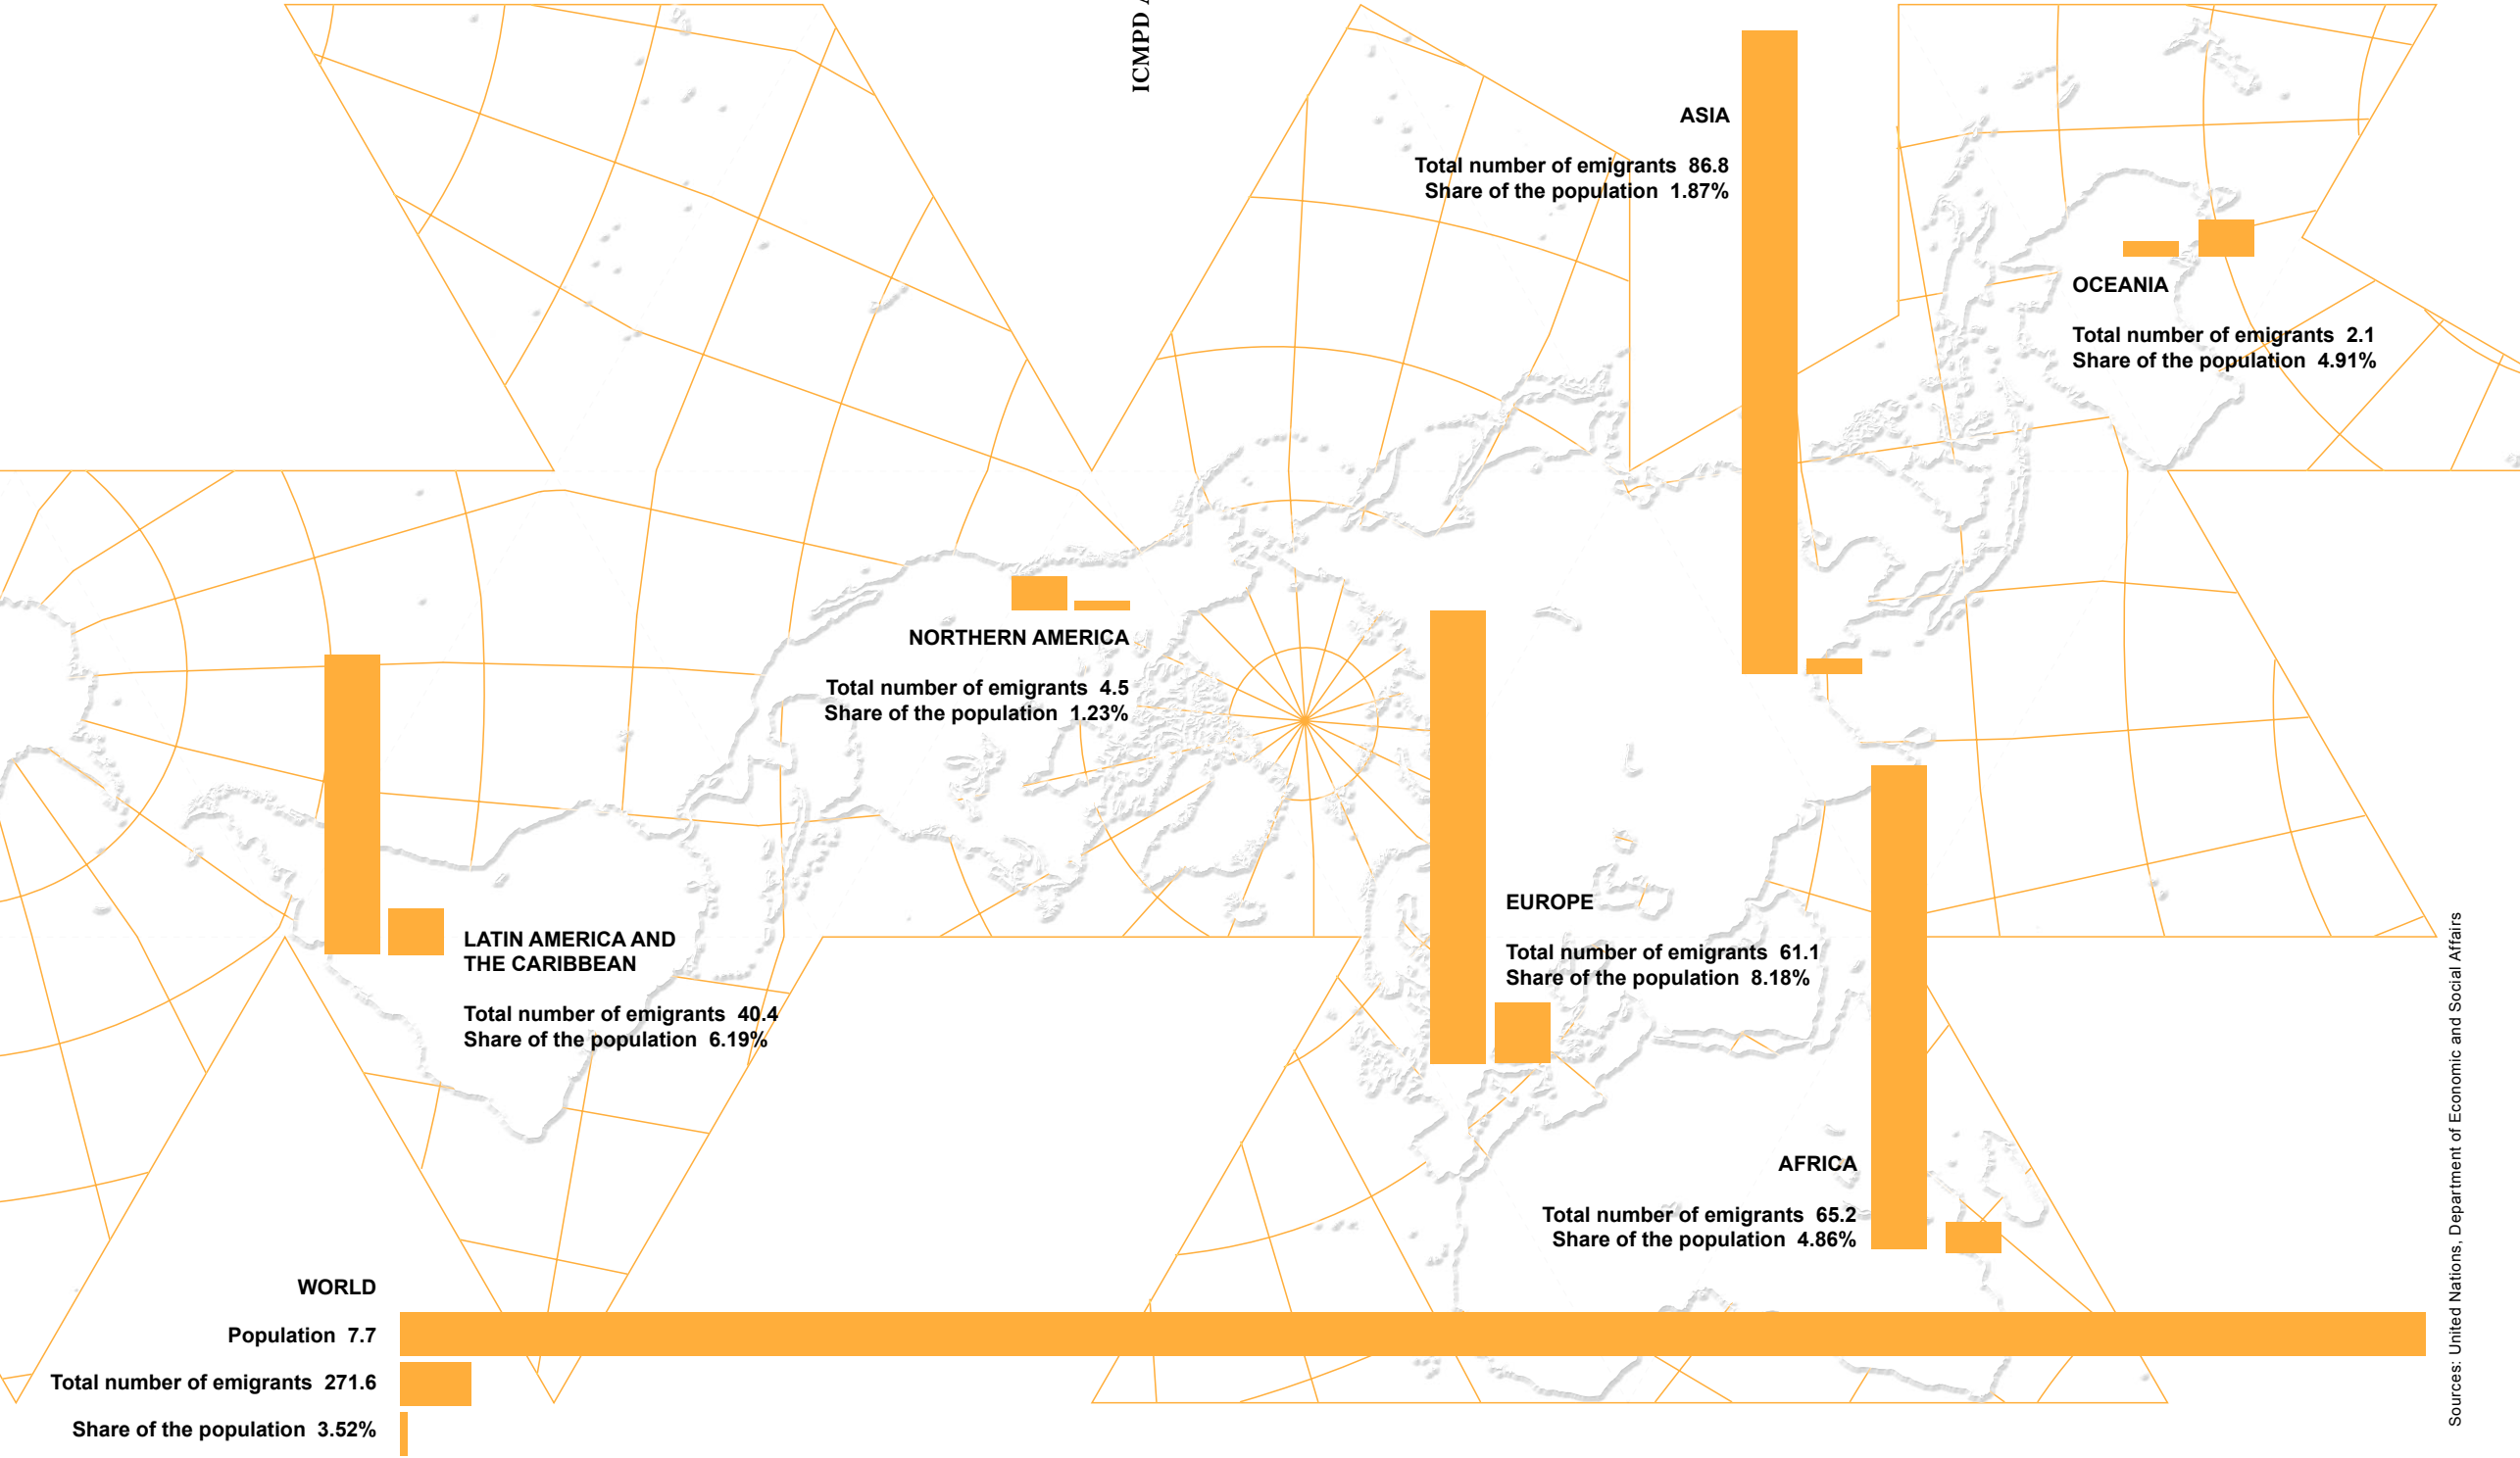 ICMPD
ASIA
Total number of emigrants 86.8
Share of the population 1.87%
OCEANIA
Total number of emigrants 2.1
Share of the population 4.91%
NORTHERN AMERICA
Total number of emigrants 4.5
Share of the population 1.23%
EUROPE
Total number of emigrants 61.1
Share of the population 8.18%
LATIN AMERICA AND
THE CARIBBEAN
Total number of emigrants 40.4
Share of the population 6.19%
AFRICA
Total number of emigrants 65.2
Share of the population 4.86%
WORLD
Population 7.7
Total number of emigrants 271.6
Share of the population 3.52%
Sources: United Nations, Department of Economic and Social Affairs